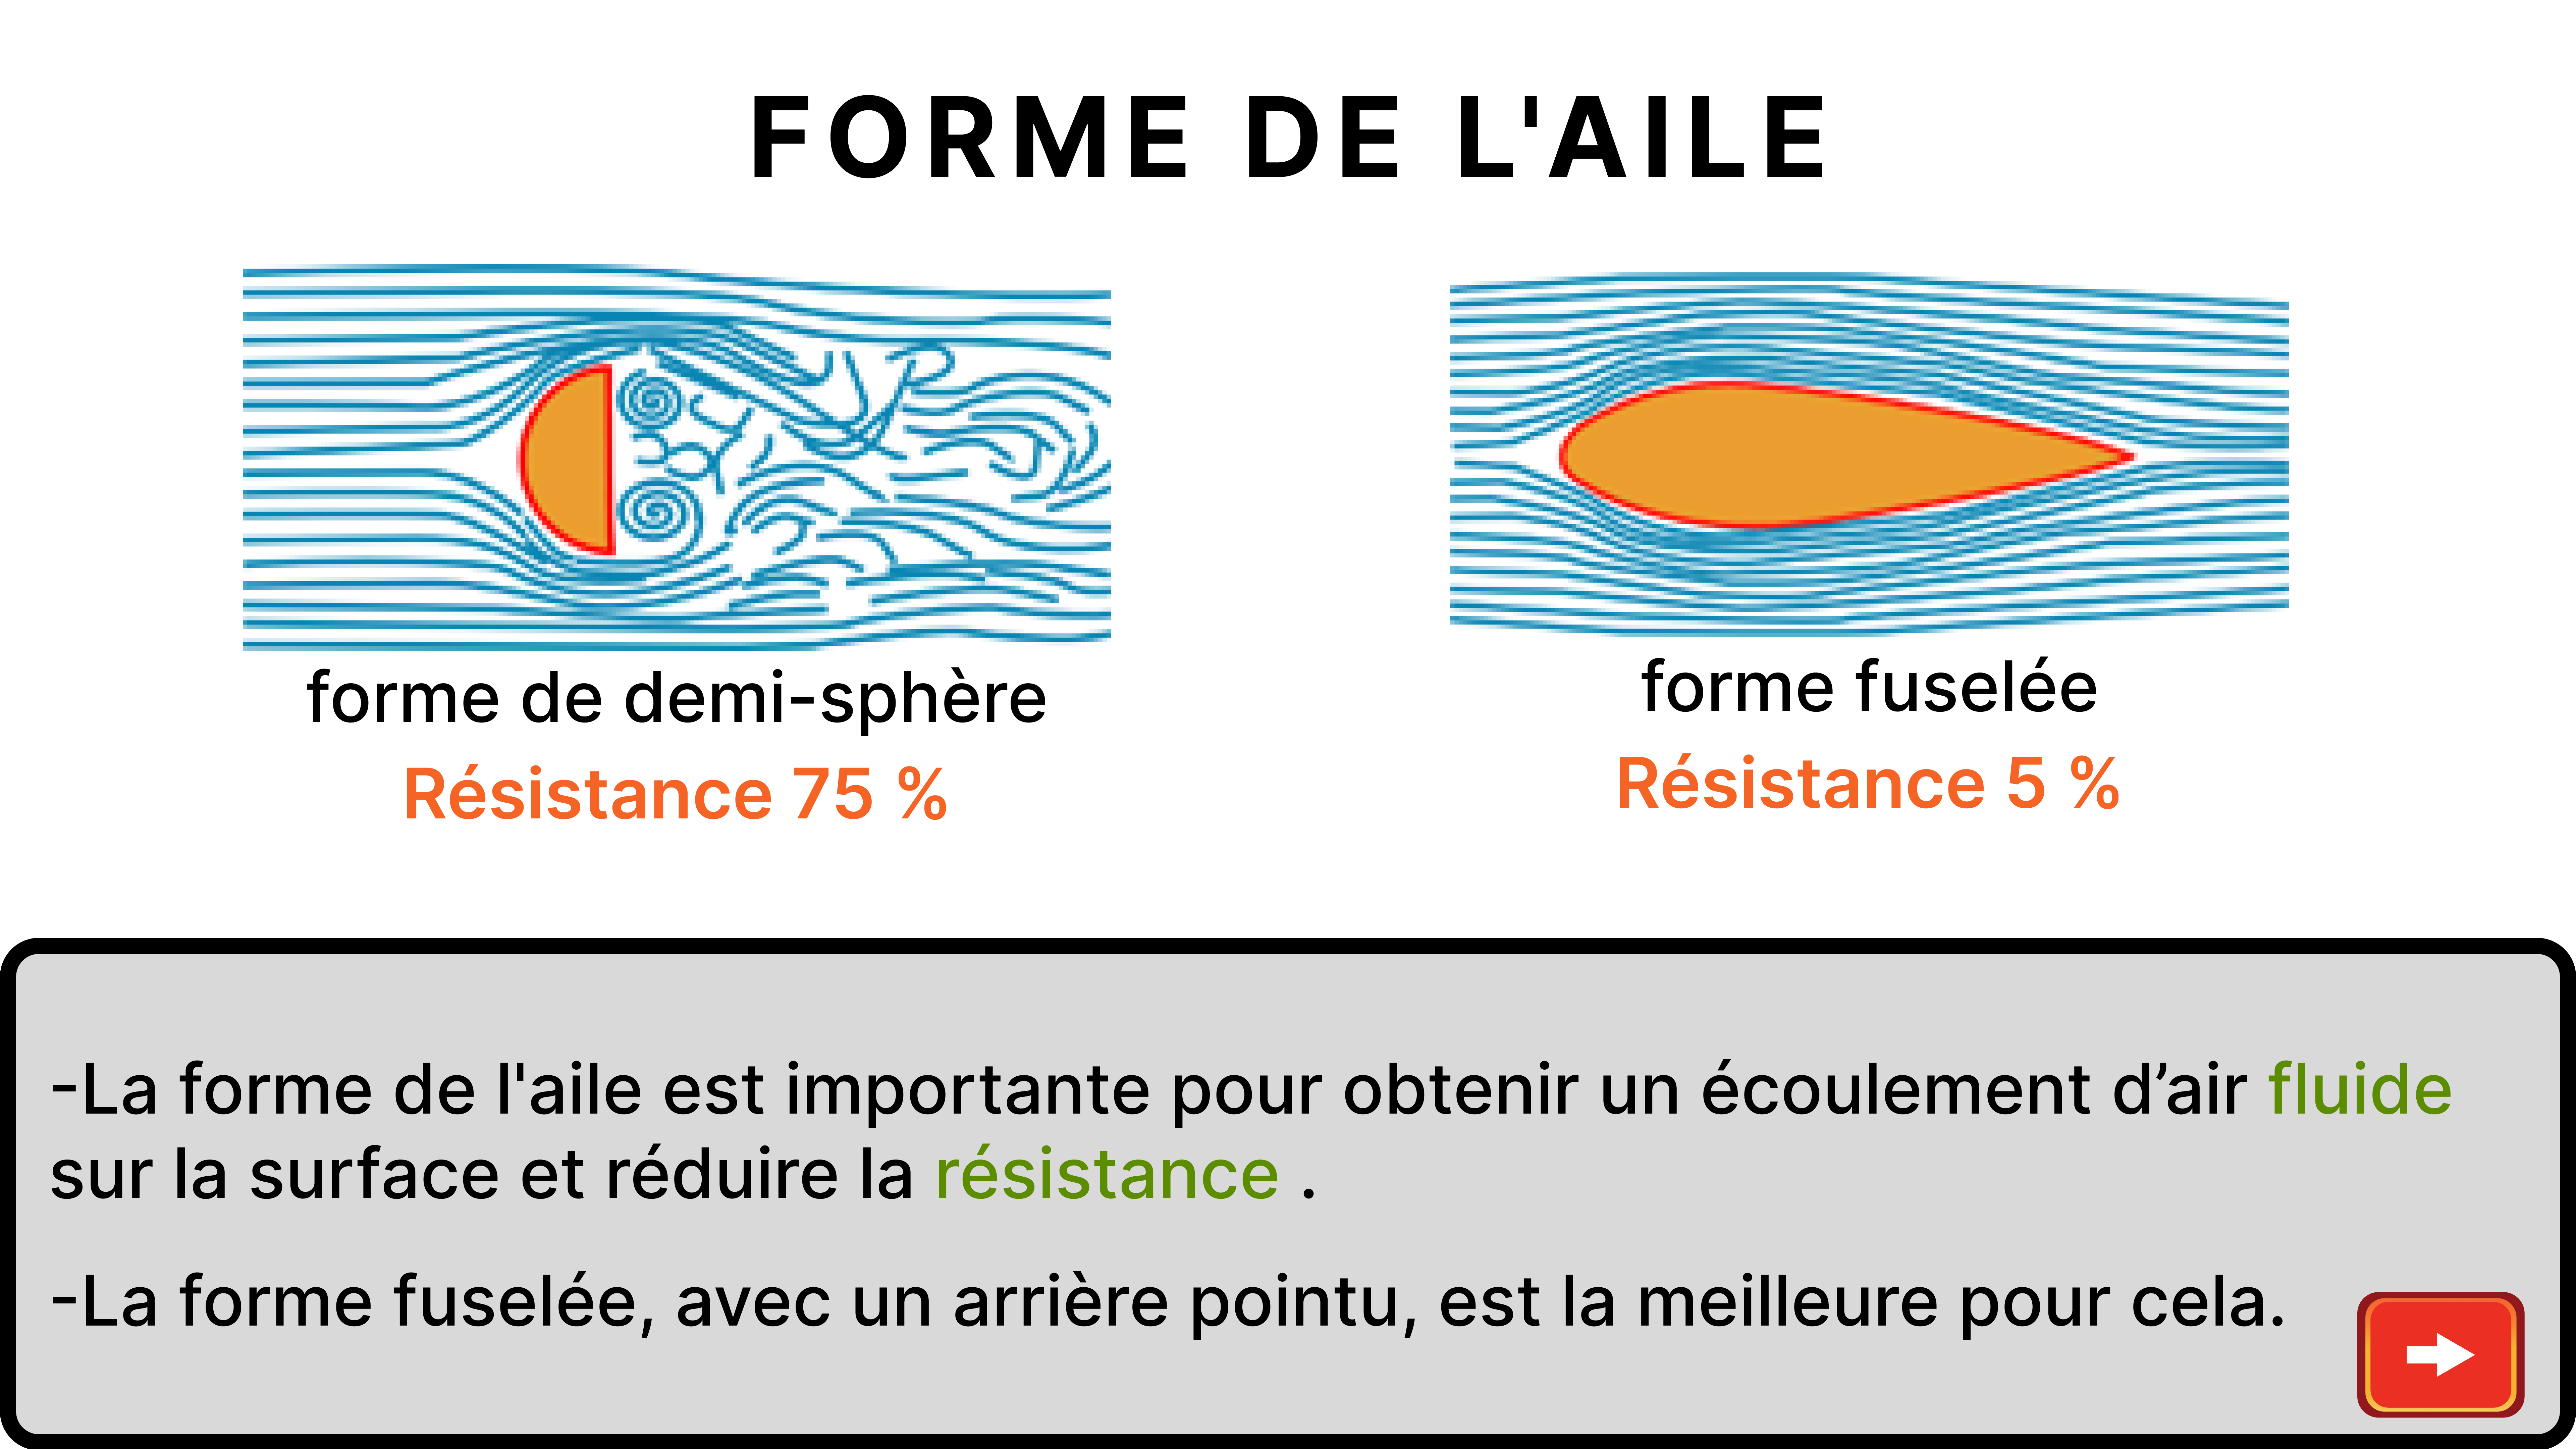 FORME DE L'AILE
forme de demi-sphère
Résistance 75 %
forme fuselée
Résistance 5 %
-La forme de l'aile est importante pour obtenir un écoulement d’air fluide
sur la surface et réduire la résistance .
-La forme fuselée, avec un arrière pointu, est la meilleure pour cela.